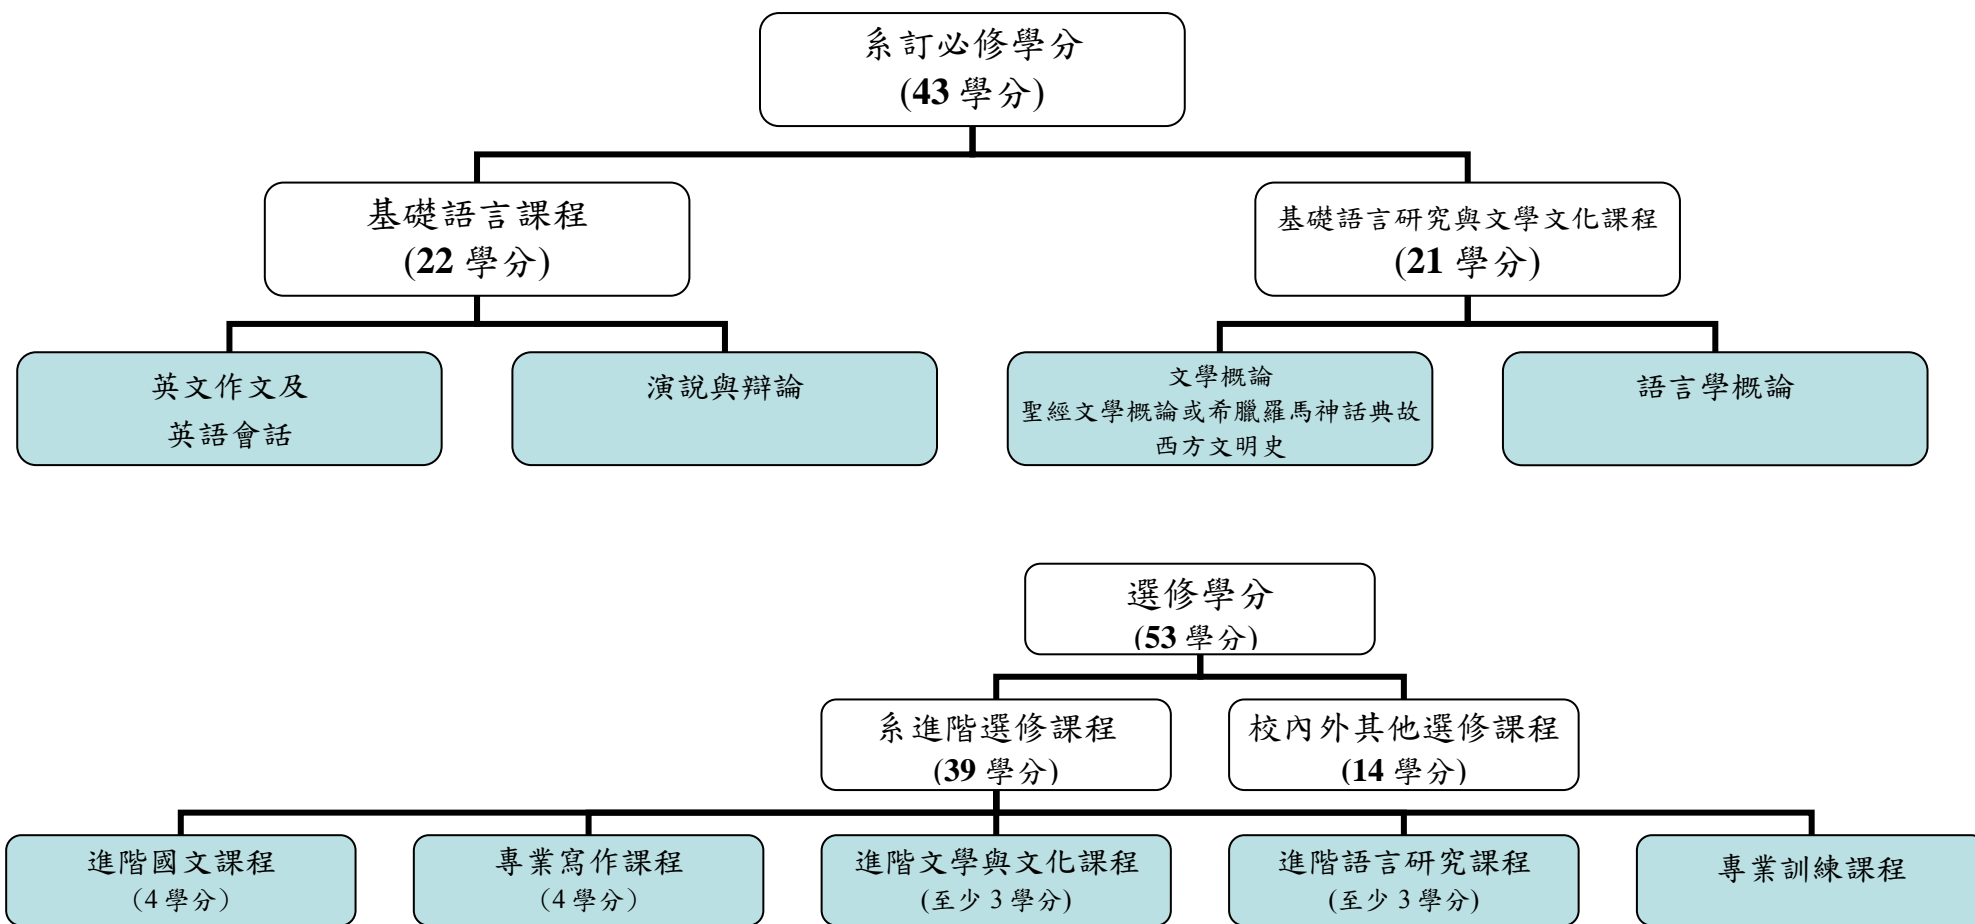 系訂必修學分
(43 學分)
基礎語言課程
(22 學分)
基礎語言研究與文學文化課程
(21 學分)
英文作文及
英語會話
演說與辯論
文學概論
聖經文學概論或希臘羅馬神話典故
西方文明史
語言學概論
選修學分
(53 學分)
系進階選修課程
(39 學分)
校內外其他選修課程
(14 學分)
進階國文課程
(4 學分)
專業寫作課程
(4 學分)
進階文學與文化課程
(至少 3 學分)
進階語言研究課程
(至少 3 學分)
專業訓練課程